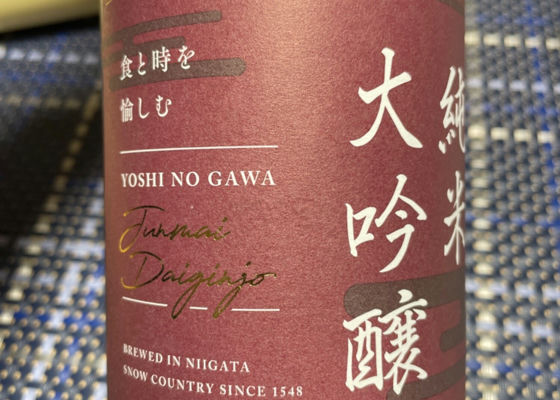 純米
大吟醸
食と時を
愉しむ
YOSHI NO GAWA
Junmai
Daiginjo
BREWED IN NIIGATA
SNOW COUNTRY SINCE 1548